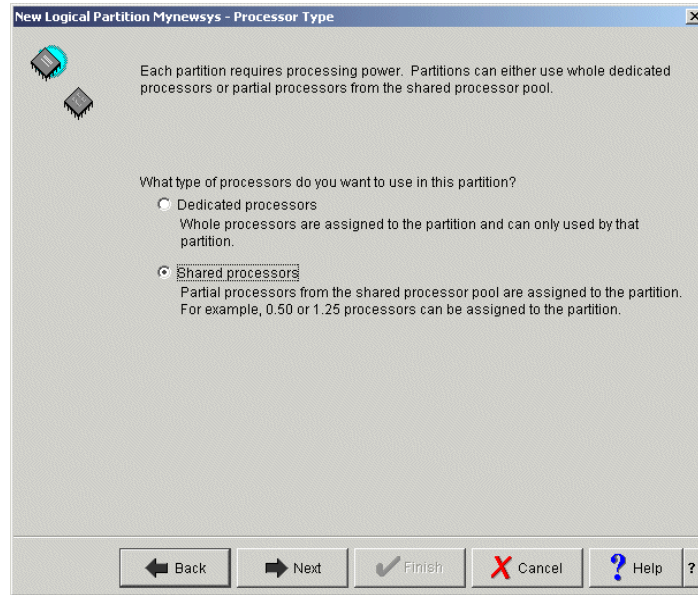 New Logical Partition Mynewsys - Processor Type
Each partition requires processing power. Partitions can either use whole dedicated
processors or partial processors from the shared processor pool.
What type of processors do you want to use in this partition?
Dedicated processors
Whole processors are assigned to the partition and can only used by that
partition.
Shared processors
Partial processors from the shared processor pool are assigned to the partition.
For example, 0.50 or 1.25 processors can be assigned to the partition.
Back Next Finish Cancel ? Help ?